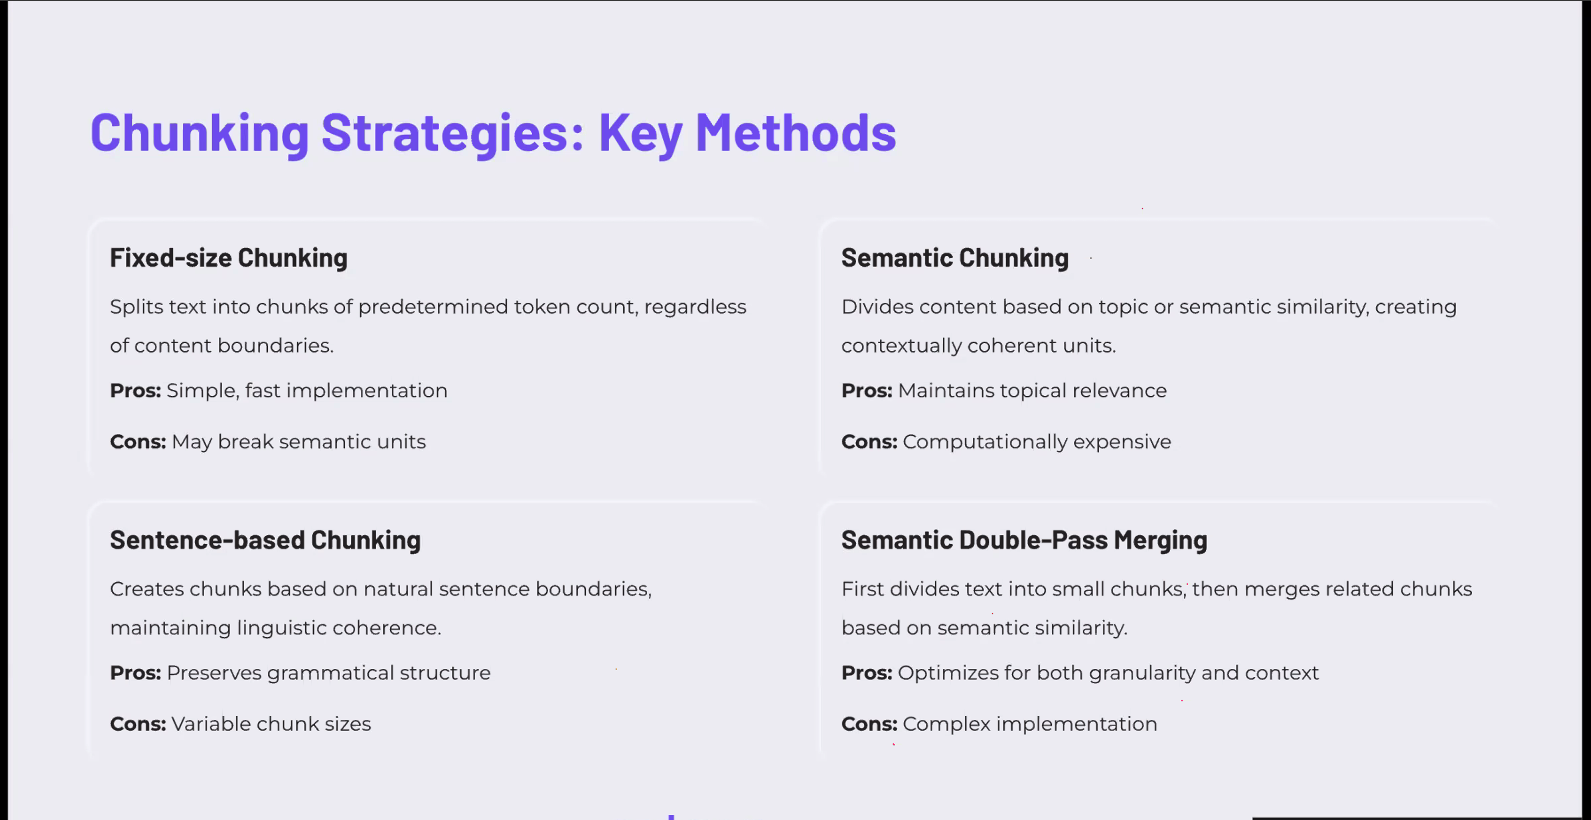 Chunking Strategies: Key Methods
Fixed-size Chunking
Splits text into chunks of predetermined token count, regardless
of content boundaries.
Pros: Simple, fast implementation
Cons: May break semantic units
Semantic Chunking
Divides content based on topic or semantic similarity, creating
contextually coherent units.
Pros: Maintains topical relevance
Cons: Computationally expensive
Sentence-based Chunking
Creates chunks based on natural sentence boundaries,
maintaining linguistic coherence.
Pros: Preserves grammatical structure
Cons: Variable chunk sizes
Semantic Double-Pass Merging
First divides text into small chunks, then merges related chunks
based on semantic similarity.
Pros: Optimizes for both granularity and context
Cons: Complex implementation